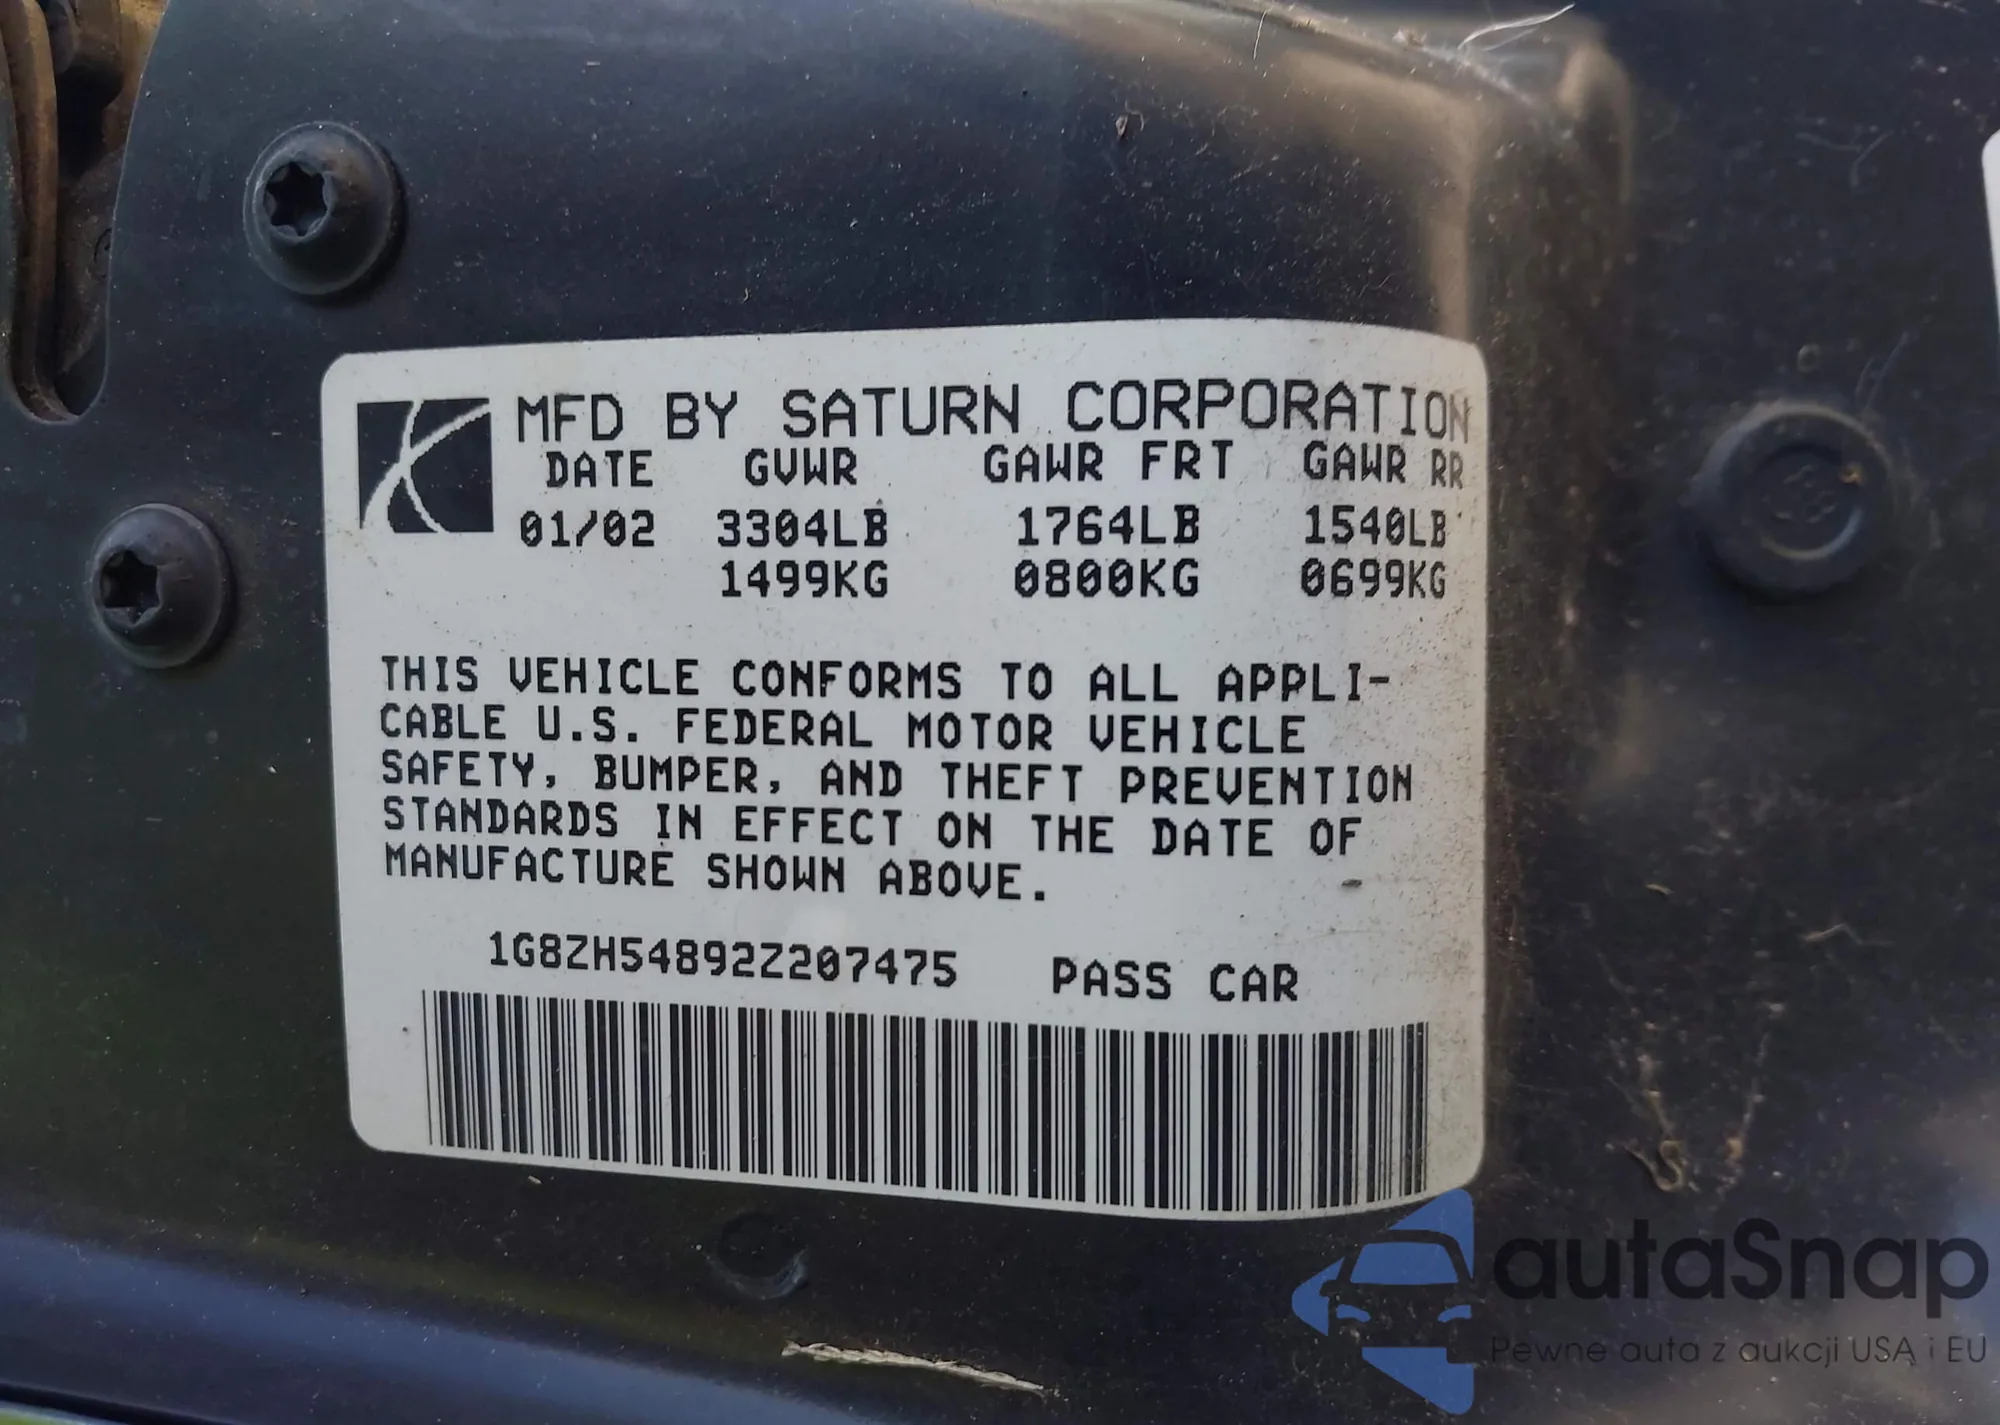 MFD BY SATURN CORPORATION
DATE GVWR GAWR FRT GAWR RR
01/02 3304LB 1764LB 1540LB
1499KG 0800KG 0699KG
THIS VEHICLE CONFORMS TO ALL APPLI-
CABLE U.S. FEDERAL MOTOR VEHICLE
SAFETY, BUMPER, AND THEFT PREVENTION
STANDARDS IN EFFECT ON THE DATE OF
MANUFACTURE SHOWN ABOVE.
1G8ZH54892Z207475 PASS CAR
autaSnap
Pewne auta z aukcji USA i EU